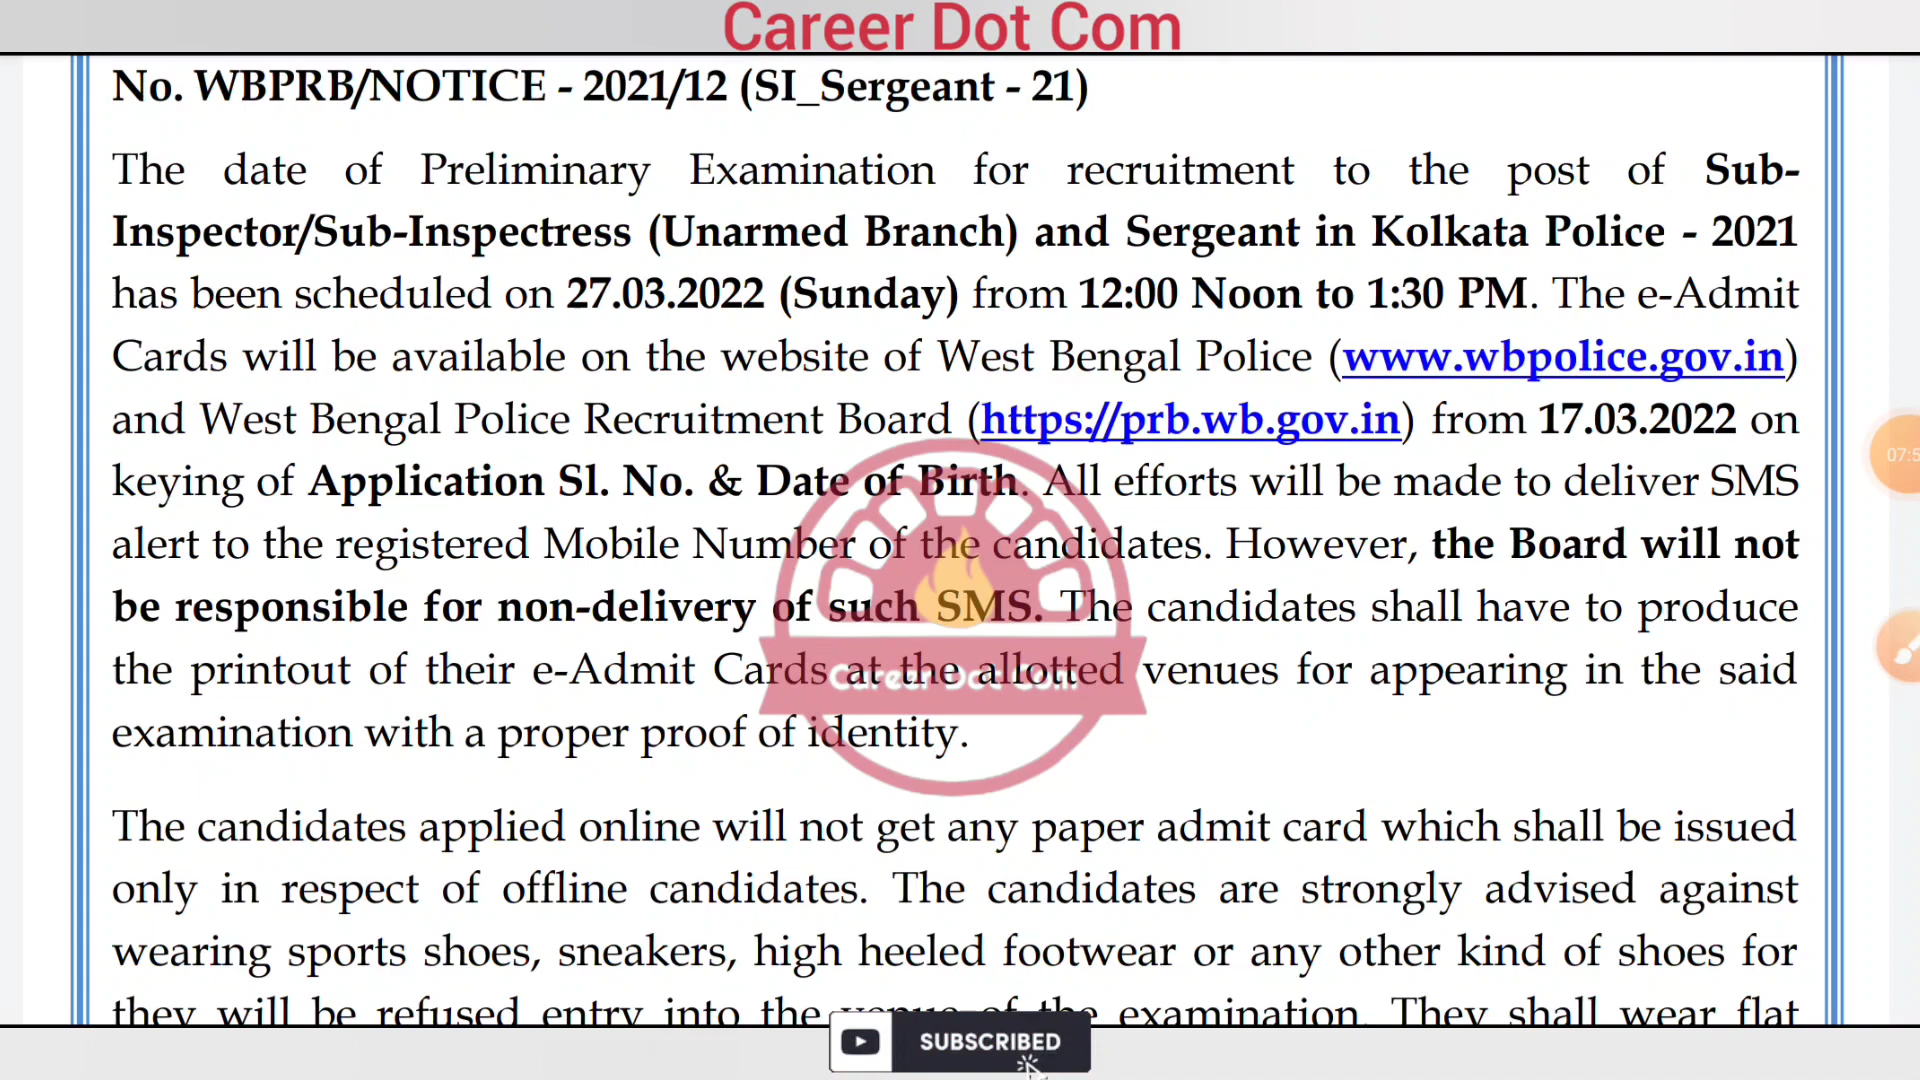 Career Dot Com
No. WBPRB/NOTICE - 2021/12 (SI_Sergeant - 21)
The date of Preliminary Examination for recruitment to the post of Sub-
Inspector/Sub-Inspectress (Unarmed Branch) and Sergeant in Kolkata Police - 2021
has been scheduled on 27.03.2022 (Sunday) from 12:00 Noon to 1:30 PM. The e-Admit
Cards will be available on the website of West Bengal Police (www.wbpolice.gov.in)
and West Bengal Police Recruitment Board (https://prb.wb.gov.in) from 17.03.2022 on
keying of Application Sl. No. & Date of Birth. All efforts will be made to deliver SMS
alert to the registered Mobile Number of the candidates. However, the Board will not
be responsible for non-delivery of such SMS. The candidates shall have to produce
the printout of their e-Admit Cards at the allotted venues for appearing in the said
Career Dot Com
examination with a proper proof of identity.
The candidates applied online will not get any paper admit card which shall be issued
only in respect of offline candidates. The candidates are strongly advised against
wearing sports shoes, sneakers, high heeled footwear or any other kind of shoes for
they will be refused entry into the venue of the examination. They shall wear flat
SUBSCRIBED